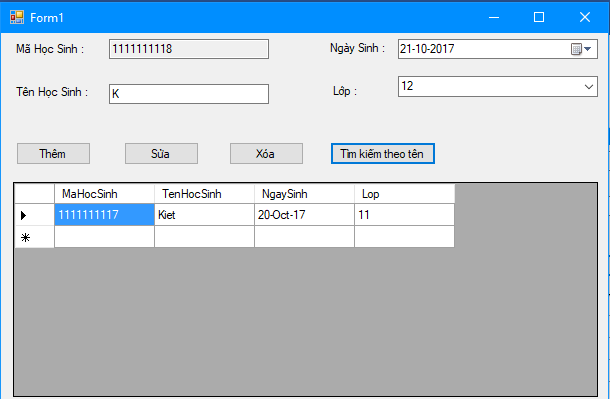 Form1
Mã Học Sinh : 1111111118 Ngày Sinh : 21-10-2017
Tên Học Sinh : K Lớp : 12
Thêm Sửa Xóa Tìm kiếm theo tên
MaHocSinh TenHocSinh NgaySinh Lop
1111111117 Kiet 20-Oct-17 11